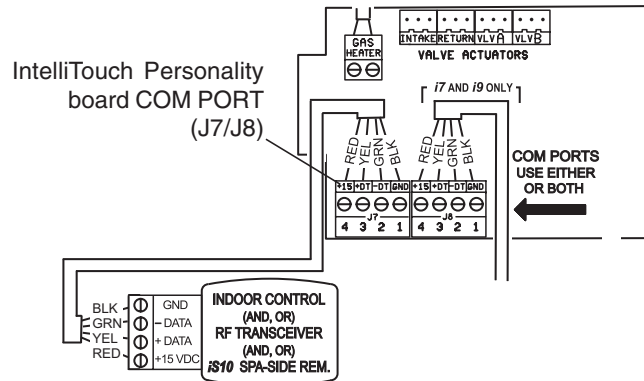 GAS
HEATER
INTAKE RETURN VLV A VLV B
VALVE ACTUATORS
IntelliTouch Personality
board COM PORT
(J7/J8)
i7 AND i9 ONLY
RED YEL GRN BLK
RED YEL GRN BLK
COM PORTS
USE EITHER
OR BOTH
+15 +DT -DT GND
+15 +DT -DT GND
J7
J8
4 3 2 1
4 3 2 1
BLK
GRN
YEL
RED
GND
- DATA
+ DATA
+15 VDC
INDOOR CONTROL
(AND, OR)
RF TRANSCEIVER
(AND, OR)
iS10 SPA-SIDE REM.